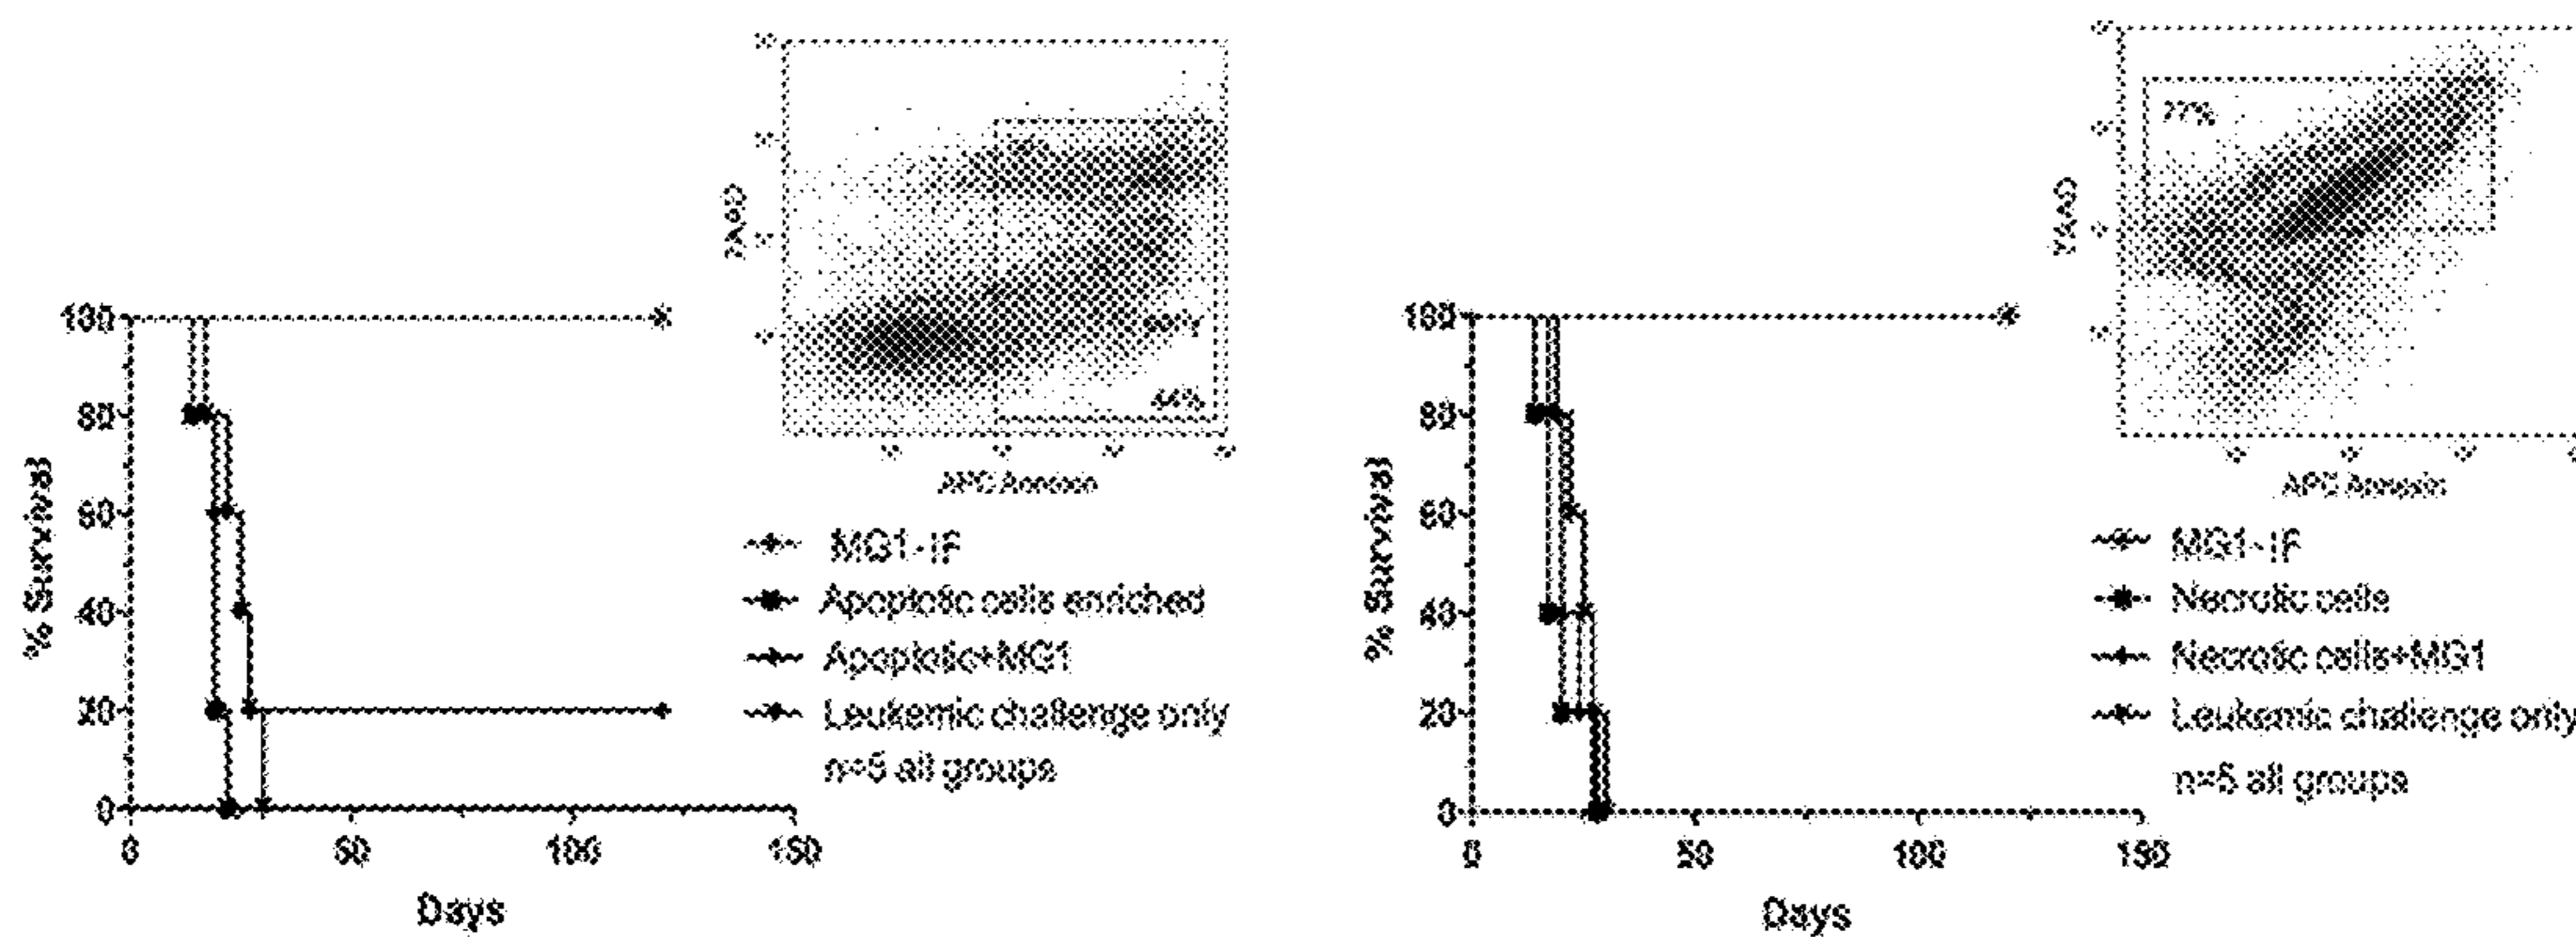 7AAD
44%
APC Annexin
100
80
60
40
20
0
% Survival
0
50
100
150
Days
MG1-IF
Apoptotic cells enriched
Apoptotic+MG1
Leukemic challenge only
n=5 all groups
77%
7AAD
APC Annexin
100
80
60
40
20
0
% Survival
0
50
100
150
Days
MG1-IF
Necrotic cells
Necrotic cells+MG1
Leukemic challenge only
n=5 all groups